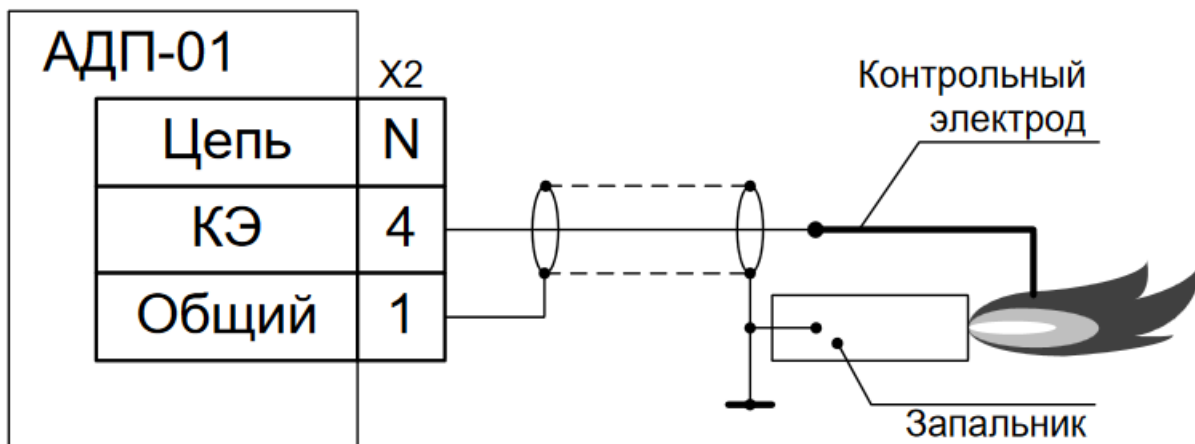 АДП-01
X2
Цепь N
КЭ 4
Общий 1
Контрольный
электрод
Запальник